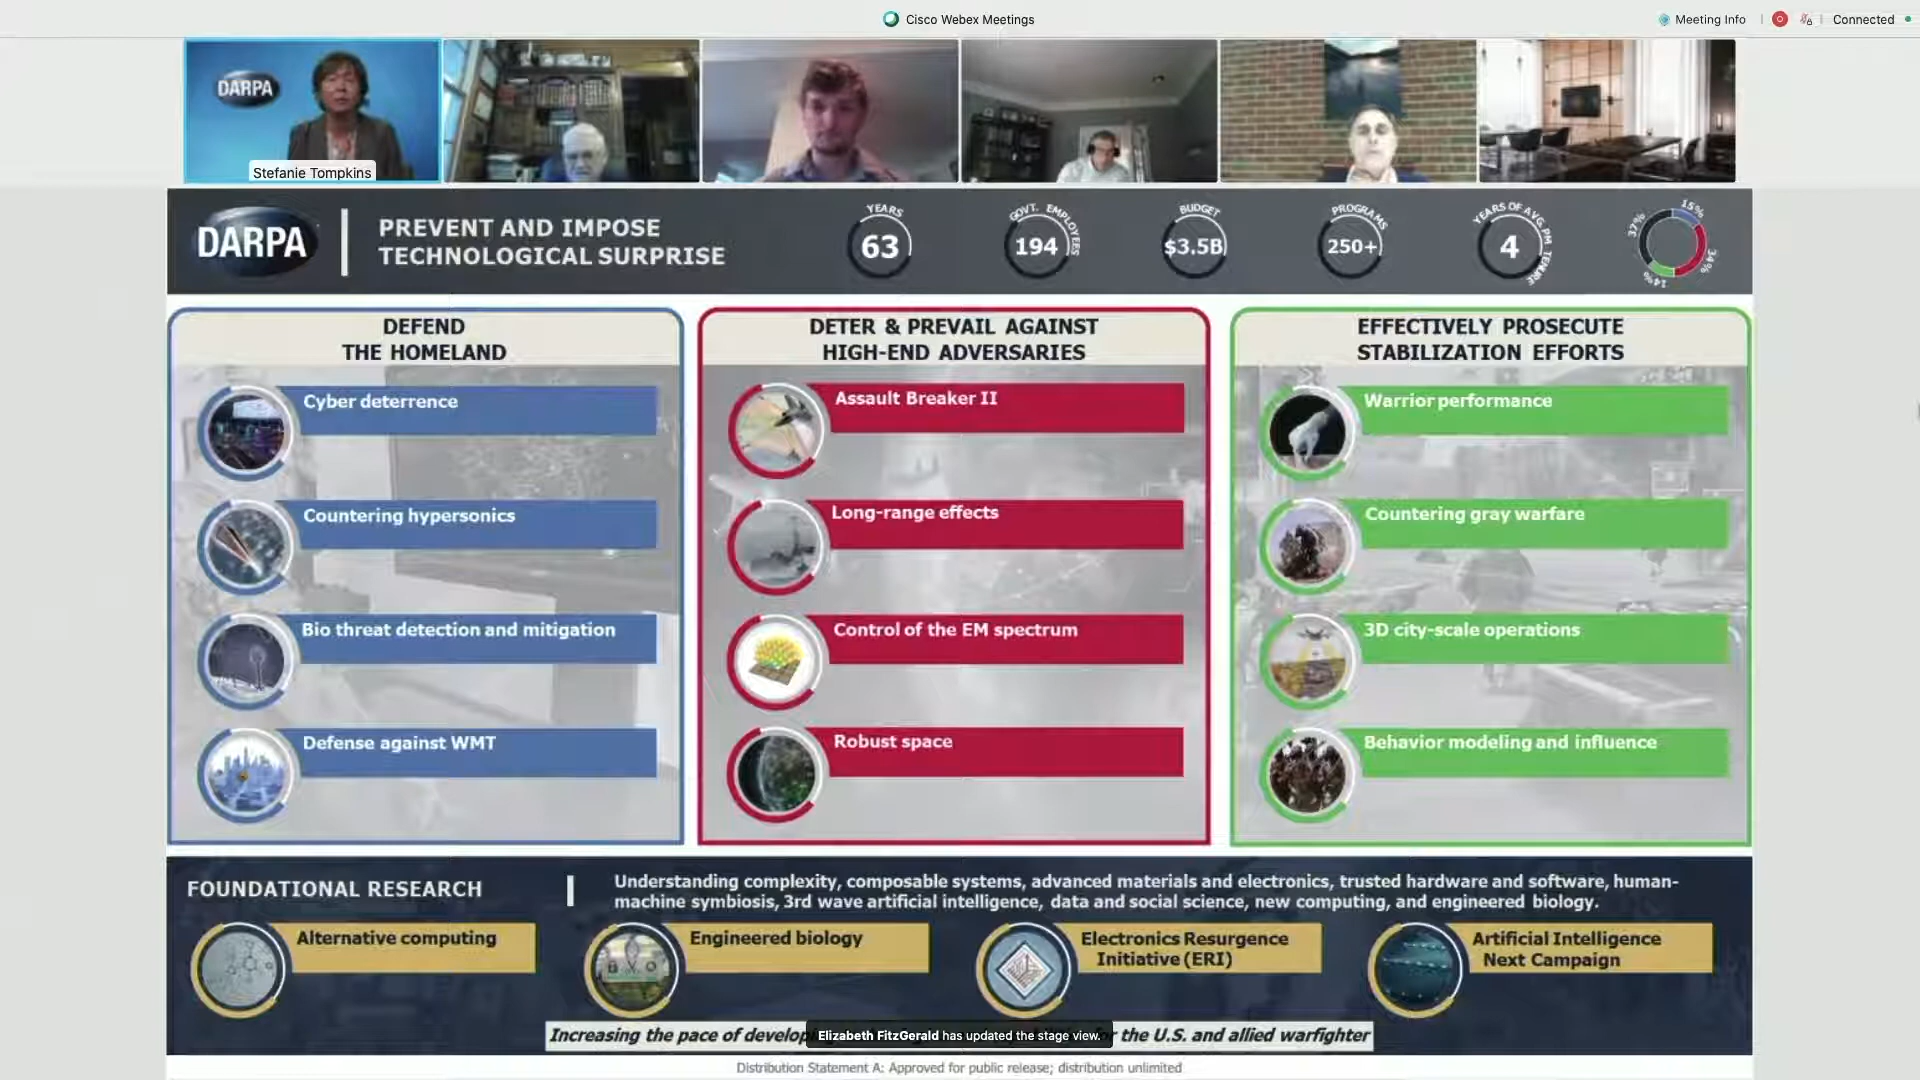 Cisco Webex Meetings
Meeting Info
Connected
DARPA
Stefanie Tompkins
DARPA
PREVENT AND IMPOSE
TECHNOLOGICAL SURPRISE
YEARS
63
GOVT. EMPLOYEES
194
BUDGET
$3.5B
PROGRAMS
250+
YEARS OF AVG. PM TENURE
4
15%
34%
14%
37%
DEFEND
THE HOMELAND
Cyber deterrence
Countering hypersonics
Bio threat detection and mitigation
Defense against WMT
DETER & PREVAIL AGAINST
HIGH-END ADVERSARIES
Assault Breaker II
Long-range effects
Control of the EM spectrum
Robust space
EFFECTIVELY PROSECUTE
STABILIZATION EFFORTS
Warrior performance
Countering gray warfare
3D city-scale operations
Behavior modeling and influence
FOUNDATIONAL RESEARCH
Understanding complexity, composable systems, advanced materials and electronics, trusted hardware and software, human-
machine symbiosis, 3rd wave artificial intelligence, data and social science, new computing, and engineered biology.
Alternative computing
Engineered biology
Electronics Resurgence
Initiative (ERI)
Artificial Intelligence
Next Campaign
Increasing the pace of for the U.S. and allied warfighter
Elizabeth FitzGerald has updated the stage view.
Distribution Statement A: Approved for public release; distribution unlimited